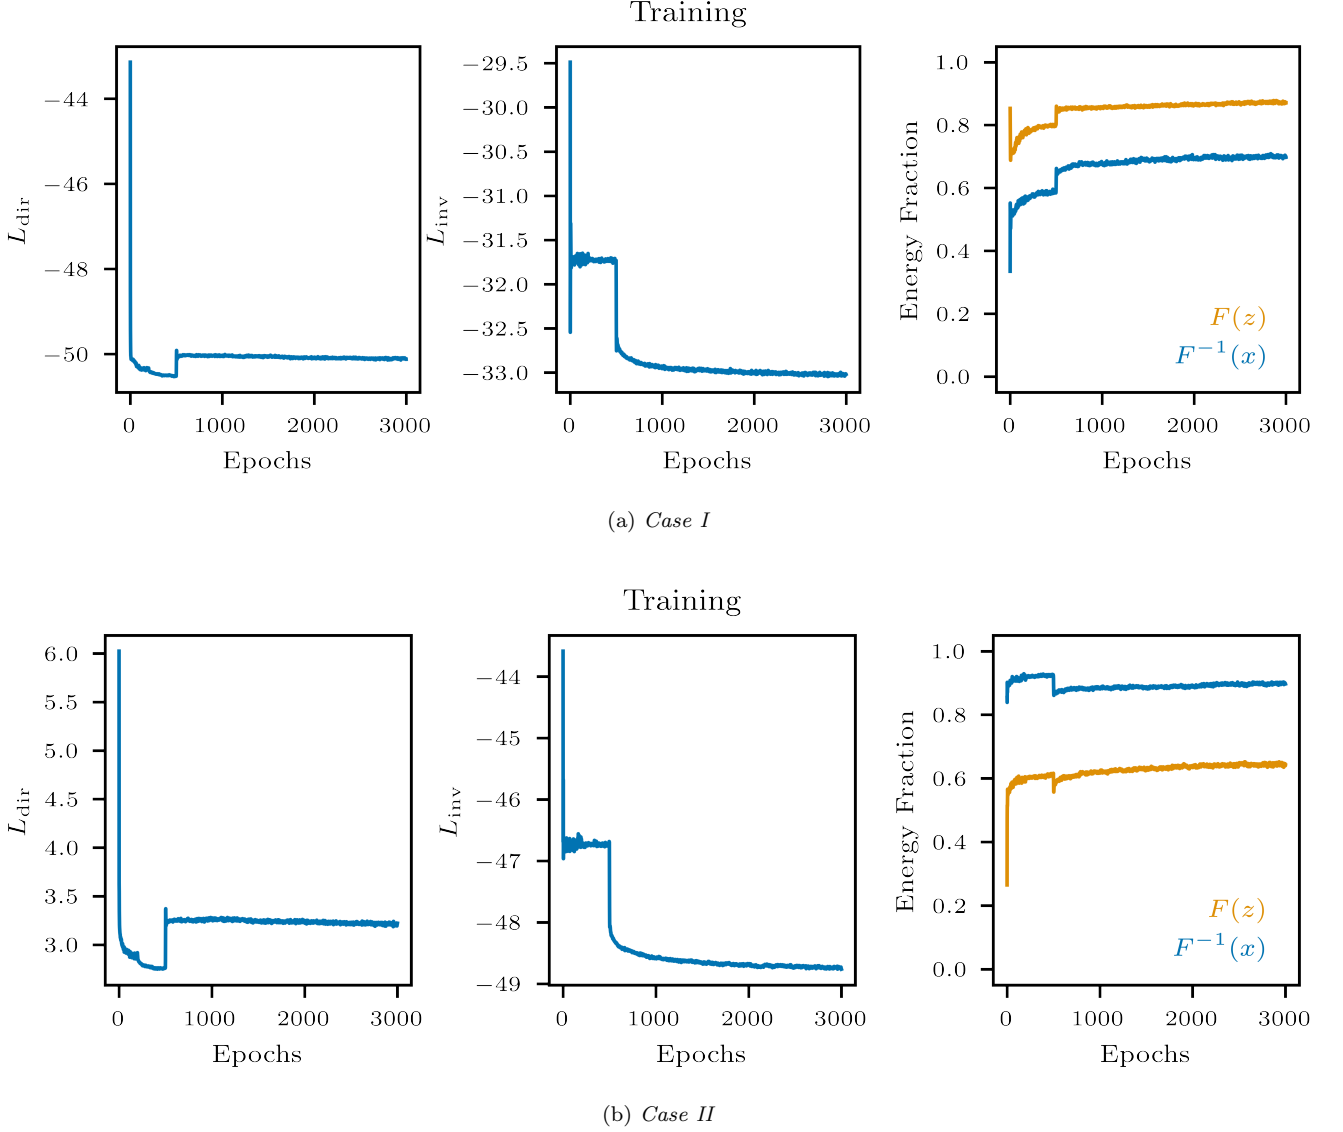 Training
−44
−46
−48
−50
L_dir
0 1000 2000 3000
Epochs
−29.5
−30.0
−30.5
−31.0
−31.5
−32.0
−32.5
−33.0
L_inv
0 1000 2000 3000
Epochs
1.0
0.8
0.6
0.4
0.2
0.0
Energy Fraction
F(z)
F⁻¹(x)
0 1000 2000 3000
Epochs
(a) Case I
Training
6.0
5.5
5.0
4.5
4.0
3.5
3.0
L_dir
0 1000 2000 3000
Epochs
−44
−45
−46
−47
−48
−49
L_inv
0 1000 2000 3000
Epochs
1.0
0.8
0.6
0.4
0.2
0.0
Energy Fraction
F(z)
F⁻¹(x)
0 1000 2000 3000
Epochs
(b) Case II